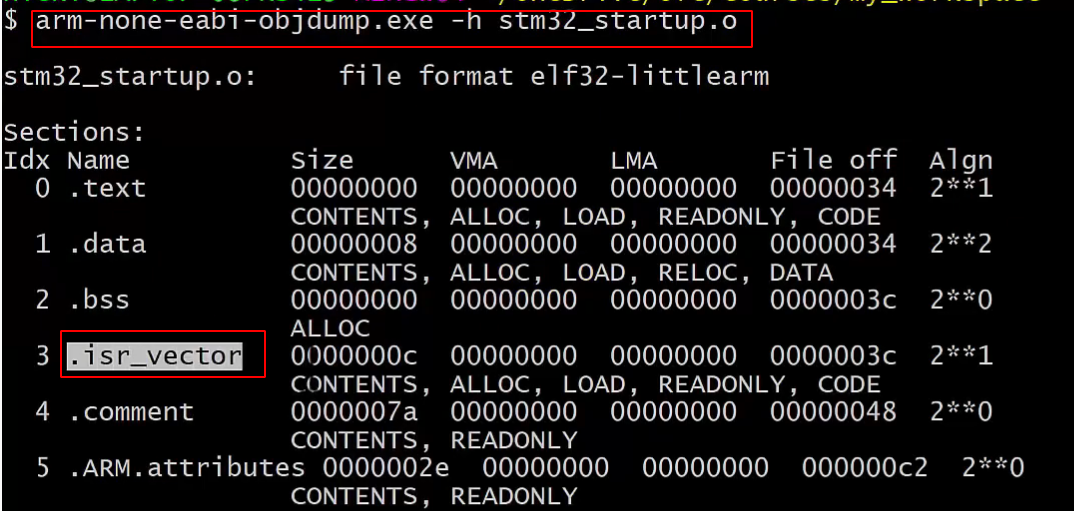 $ arm-none-eabi-objdump.exe -h stm32_startup.o
stm32_startup.o:     file format elf32-littlearm
Sections:
Idx Name          Size      VMA       LMA       File off  Algn
  0 .text         00000000  00000000  00000000  00000034  2**1
                  CONTENTS, ALLOC, LOAD, READONLY, CODE
  1 .data         00000008  00000000  00000000  00000034  2**2
                  CONTENTS, ALLOC, LOAD, RELOC, DATA
  2 .bss          00000000  00000000  00000000  0000003c  2**0
                  ALLOC
  3 .isr_vector   0000000c  00000000  00000000  0000003c  2**1
                  CONTENTS, ALLOC, LOAD, READONLY, CODE
  4 .comment      0000007a  00000000  00000000  00000048  2**0
                  CONTENTS, READONLY
  5 .ARM.attributes 0000002e  00000000  00000000  000000c2  2**0
                  CONTENTS, READONLY